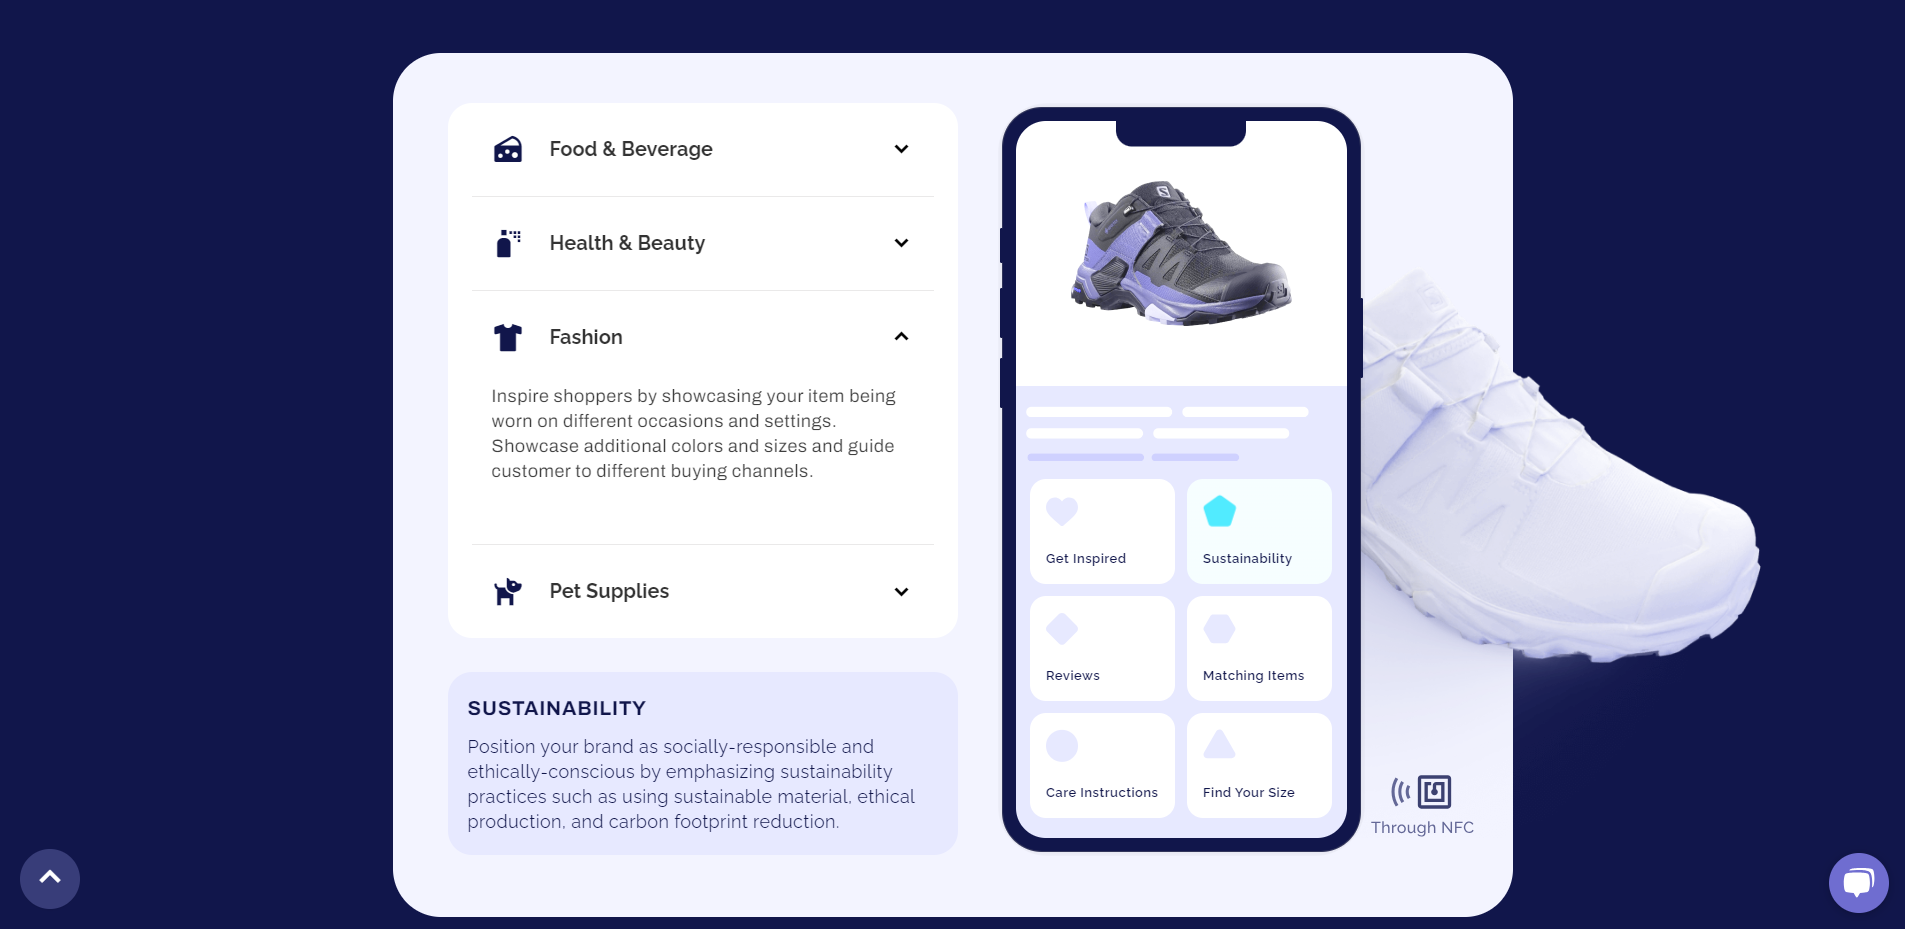 Food & Beverage
Health & Beauty
Fashion
Inspire shoppers by showcasing your item being
worn on different occasions and settings.
Showcase additional colors and sizes and guide
customer to different buying channels.
Pet Supplies
SUSTAINABILITY
Position your brand as socially-responsible and
ethically-conscious by emphasizing sustainability
practices such as using sustainable material, ethical
production, and carbon footprint reduction.
Get Inspired
Sustainability
Reviews
Matching Items
Care Instructions
Find Your Size
Through NFC